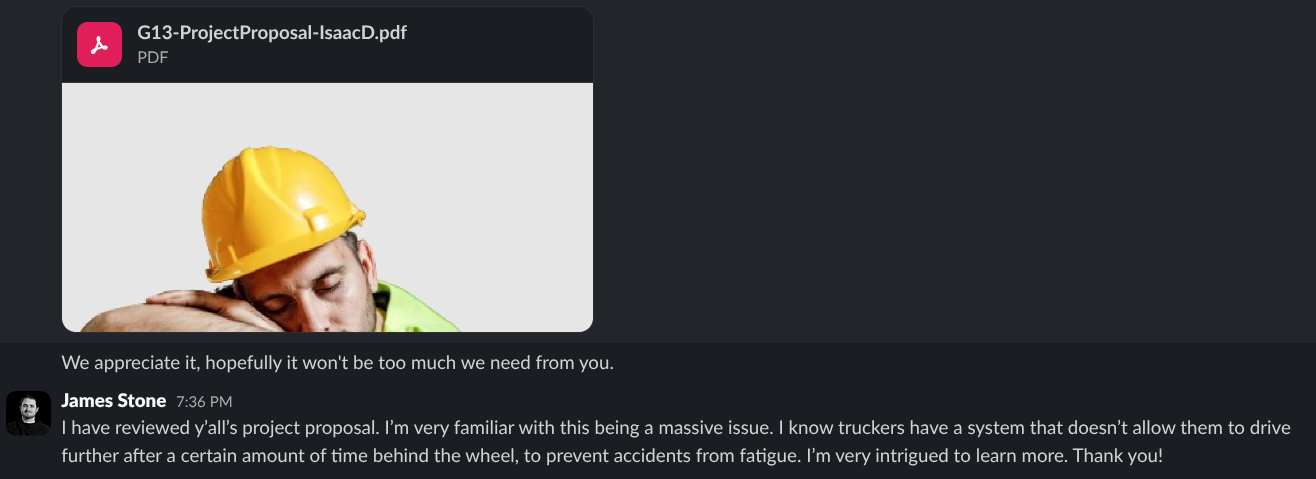 G13-ProjectProposal-IsaacD.pdf
PDF
We appreciate it, hopefully it won't be too much we need from you.
James Stone 7:36 PM
I have reviewed y’all’s project proposal. I’m very familiar with this being a massive issue. I know truckers have a system that doesn’t allow them to drive
further after a certain amount of time behind the wheel, to prevent accidents from fatigue. I’m very intrigued to learn more. Thank you!